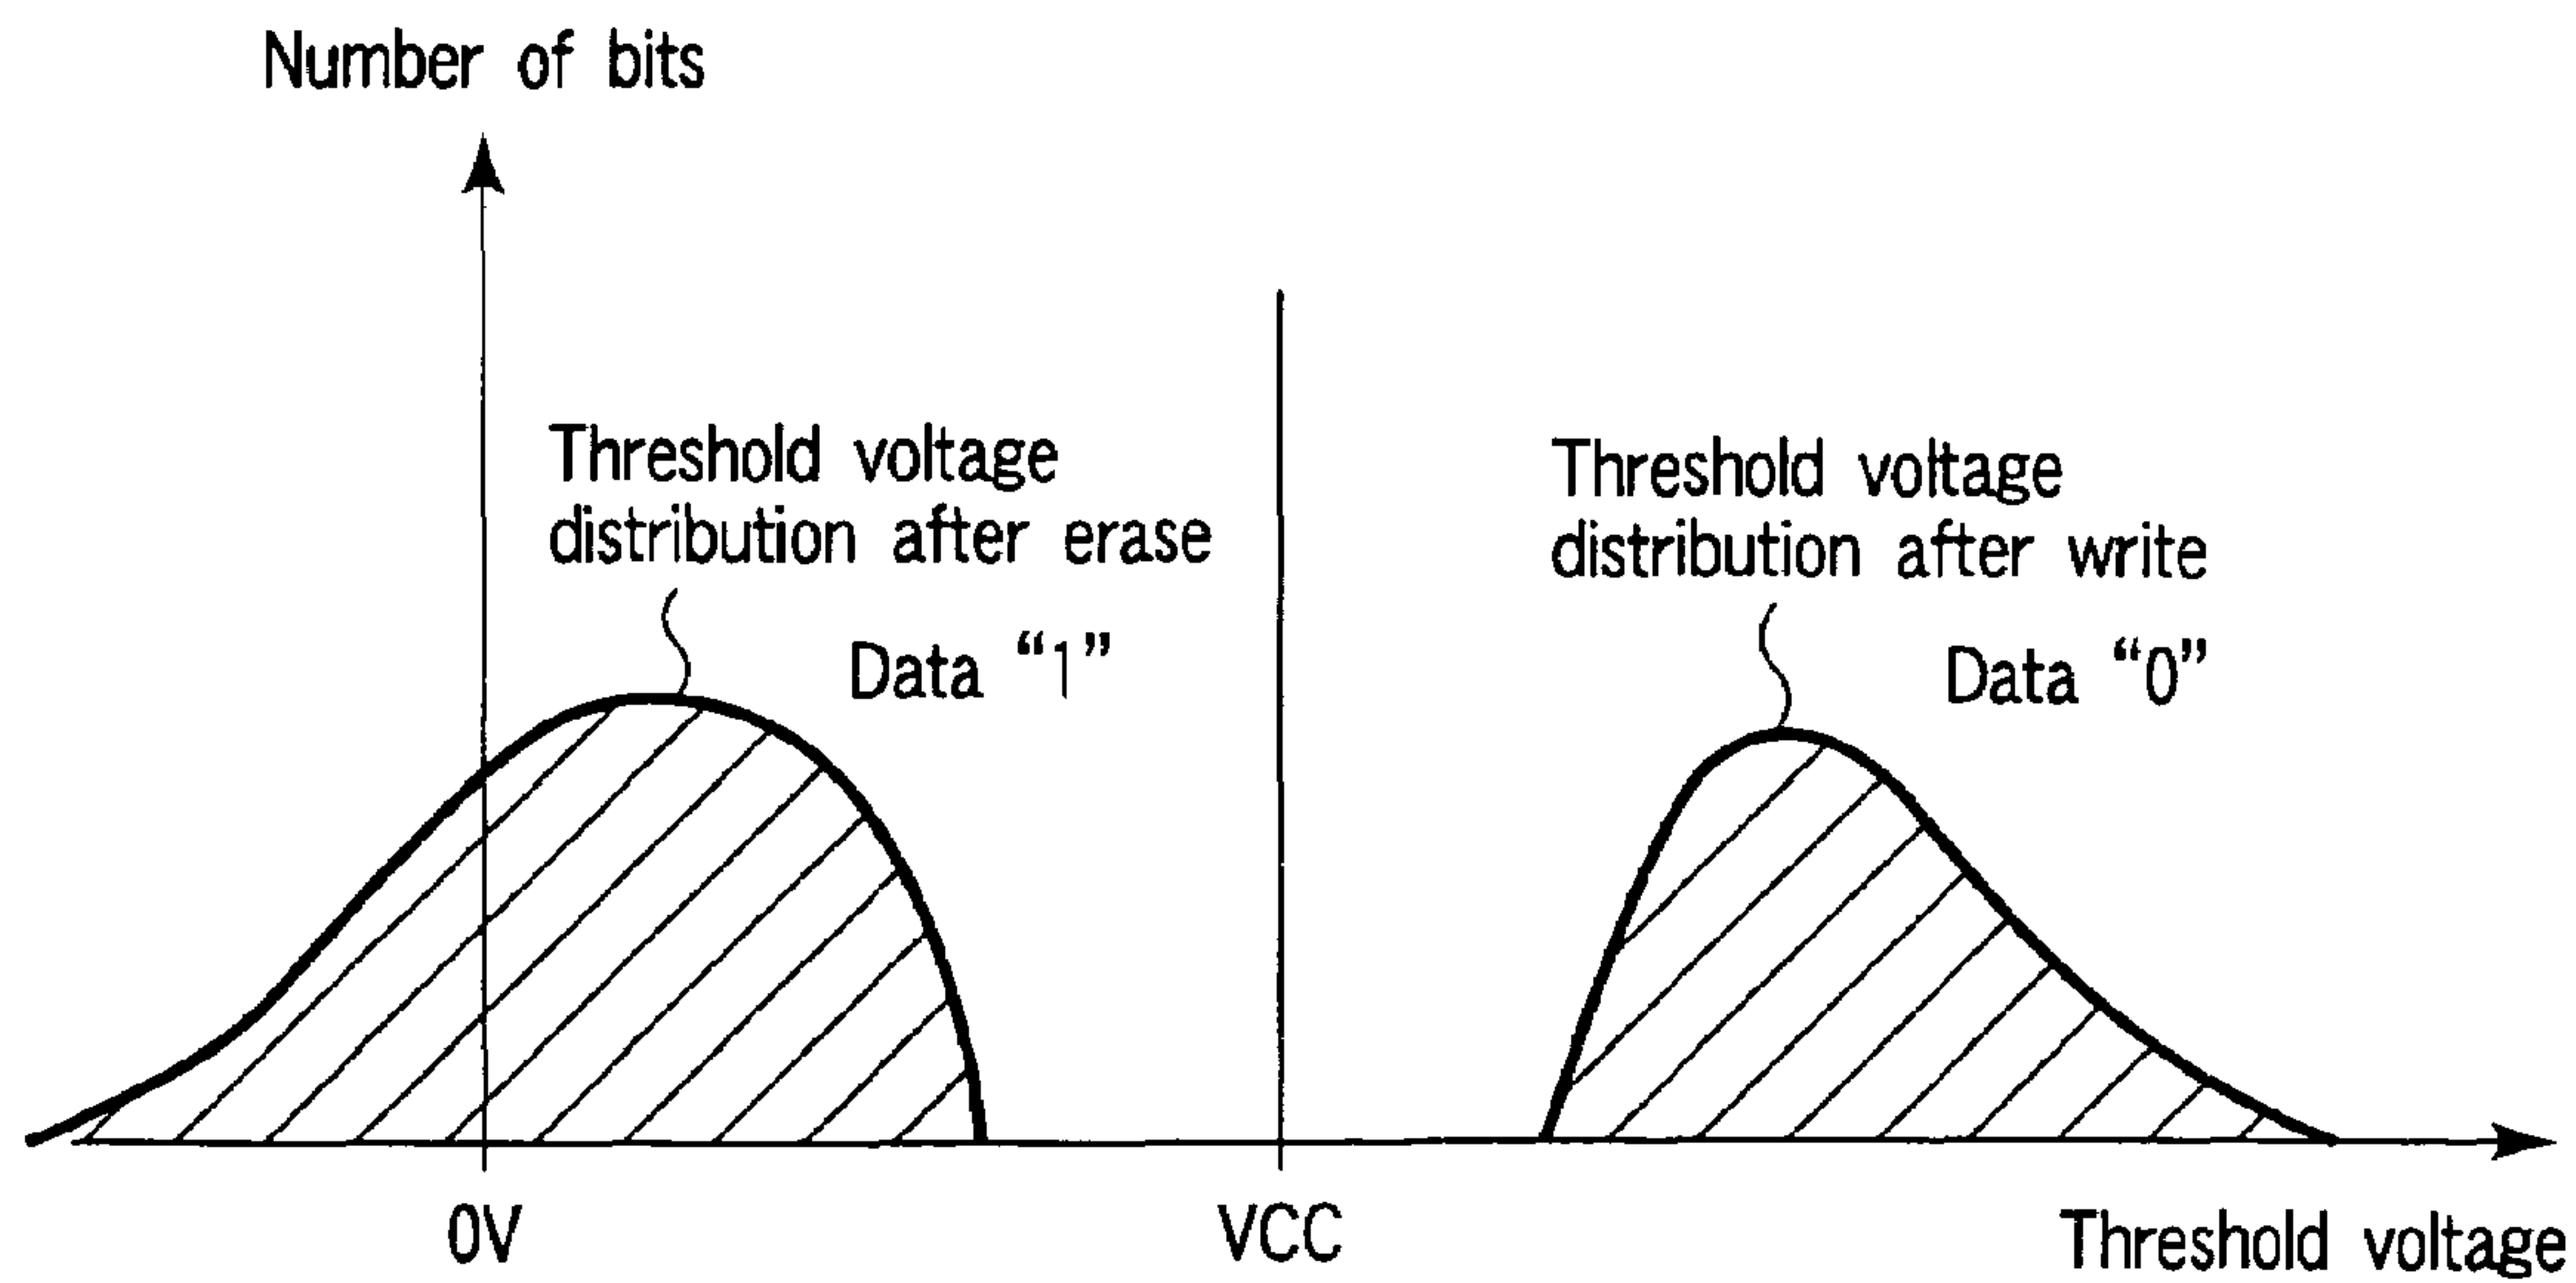 Number of bits
Threshold voltage
distribution after erase
Data “1”
Threshold voltage
distribution after write
Data “0”
0V
VCC
Threshold voltage